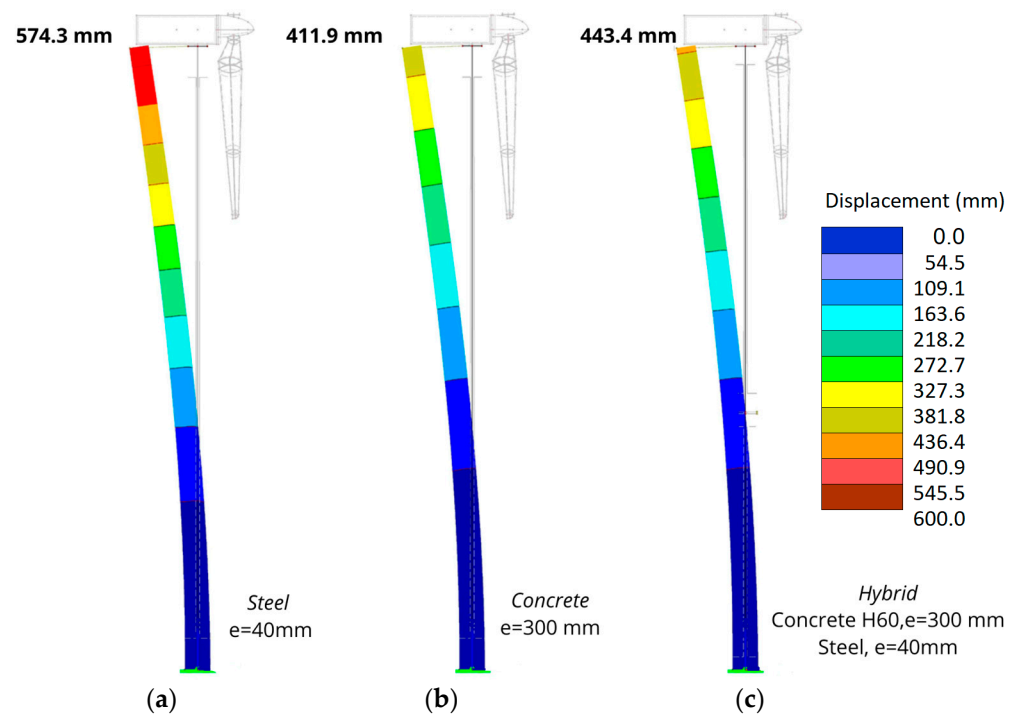 574.3 mm
411.9 mm
443.4 mm
Displacement (mm)
0.0
54.5
109.1
163.6
218.2
272.7
327.3
381.8
436.4
490.9
545.5
600.0
Steel
e=40mm
Concrete
e=300 mm
Hybrid
Concrete H60,e=300 mm
Steel, e=40mm
(a)
(b)
(c)